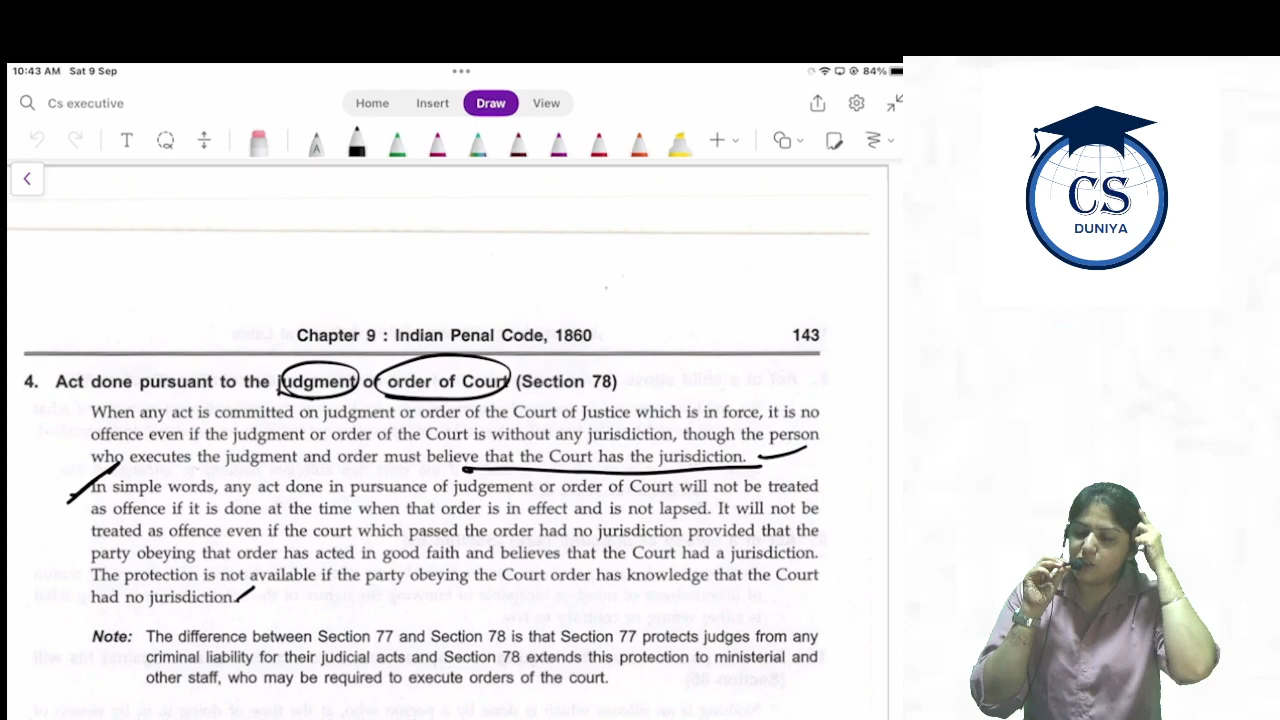 10:43 AM Sat 9 Sep
84%
Cs executive
Home Insert Draw View
T
A
CS
DUNIYA
Chapter 9 : Indian Penal Code, 1860 143
4. Act done pursuant to the judgment or order of Court (Section 78)
When any act is committed on judgment or order of the Court of Justice which is in force, it is no
offence even if the judgment or order of the Court is without any jurisdiction, though the person
who executes the judgment and order must believe that the Court has the jurisdiction.
In simple words, any act done in pursuance of judgement or order of Court will not be treated
as offence if it is done at the time when that order is in effect and is not lapsed. It will not be
treated as offence even if the court which passed the order had no jurisdiction provided that the
party obeying that order has acted in good faith and believes that the Court had a jurisdiction.
The protection is not available if the party obeying the Court order has knowledge that the Court
had no jurisdiction.
Note: The difference between Section 77 and Section 78 is that Section 77 protects judges from any
criminal liability for their judicial acts and Section 78 extends this protection to ministerial and
other staff, who may be required to execute orders of the court.